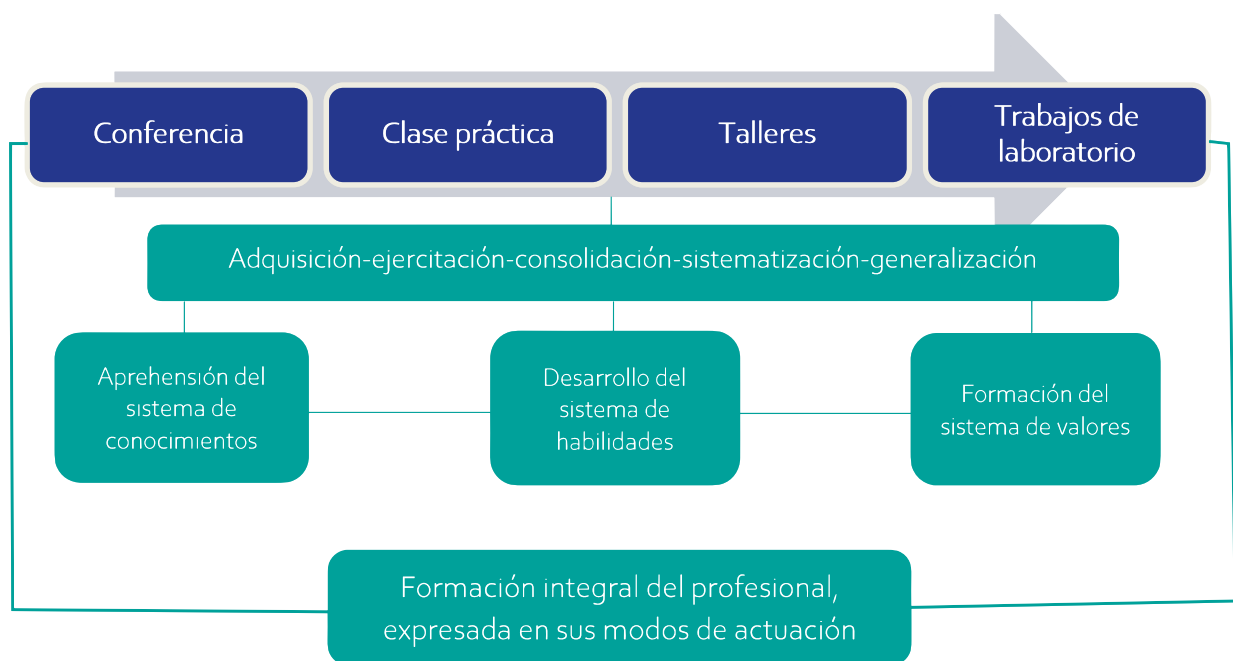 Conferencia
Clase práctica
Talleres
Trabajos de
laboratorio
Adquisición-ejercitación-consolidación-sistematización-generalización
Aprehensión del
sistema de
conocimientos
Desarrollo del
sistema de
habilidades
Formación del
sistema de valores
Formación integral del profesional,
expresada en sus modos de actuación